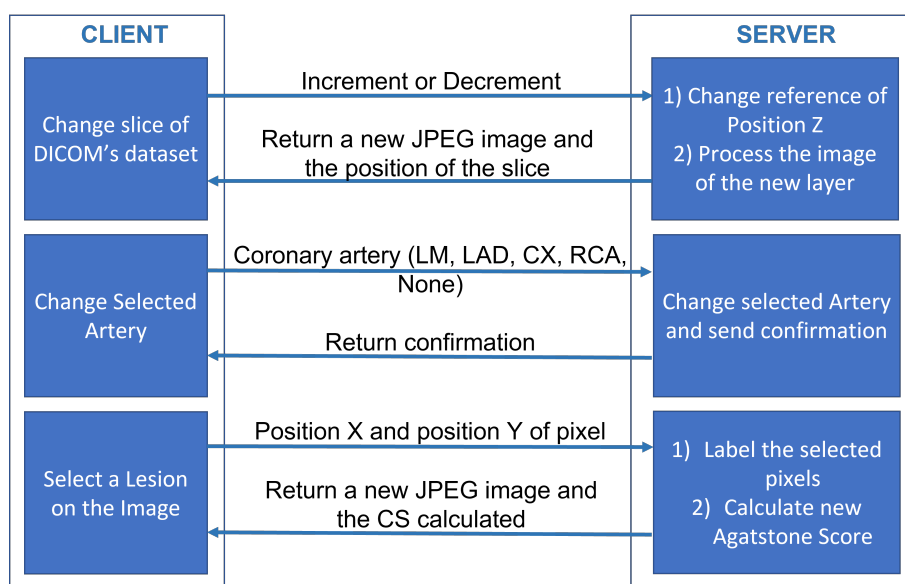 CLIENT
SERVER
Change slice of
DICOM's dataset
Increment or Decrement
Return a new JPEG image and
the position of the slice
1) Change reference of
Position Z
2) Process the image
of the new layer
Change Selected
Artery
Coronary artery (LM, LAD, CX, RCA,
None)
Return confirmation
Change selected Artery
and send confirmation
Select a Lesion
on the Image
Position X and position Y of pixel
Return a new JPEG image and
the CS calculated
1) Label the selected
pixels
2) Calculate new
Agatstone Score